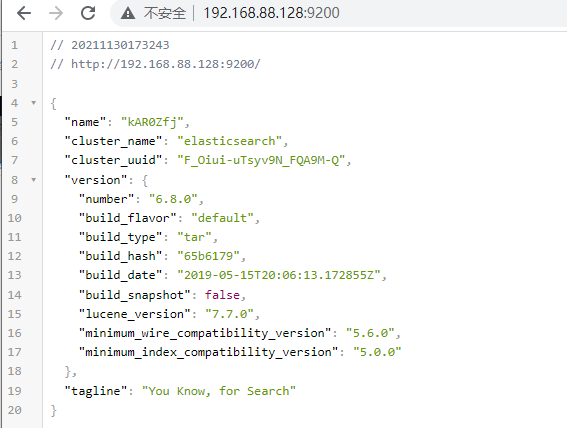 不安全 | 192.168.88.128:9200
1 // 20211130173243
2 // http://192.168.88.128:9200/
3
4 {
5 "name": "kAR0Zfj",
6 "cluster_name": "elasticsearch",
7 "cluster_uuid": "F_Oiui-uTsyv9N_FQA9M-Q",
8 "version": {
9 "number": "6.8.0",
10 "build_flavor": "default",
11 "build_type": "tar",
12 "build_hash": "65b6179",
13 "build_date": "2019-05-15T20:06:13.172855Z",
14 "build_snapshot": false,
15 "lucene_version": "7.7.0",
16 "minimum_wire_compatibility_version": "5.6.0",
17 "minimum_index_compatibility_version": "5.0.0"
18 },
19 "tagline": "You Know, for Search"
20 }